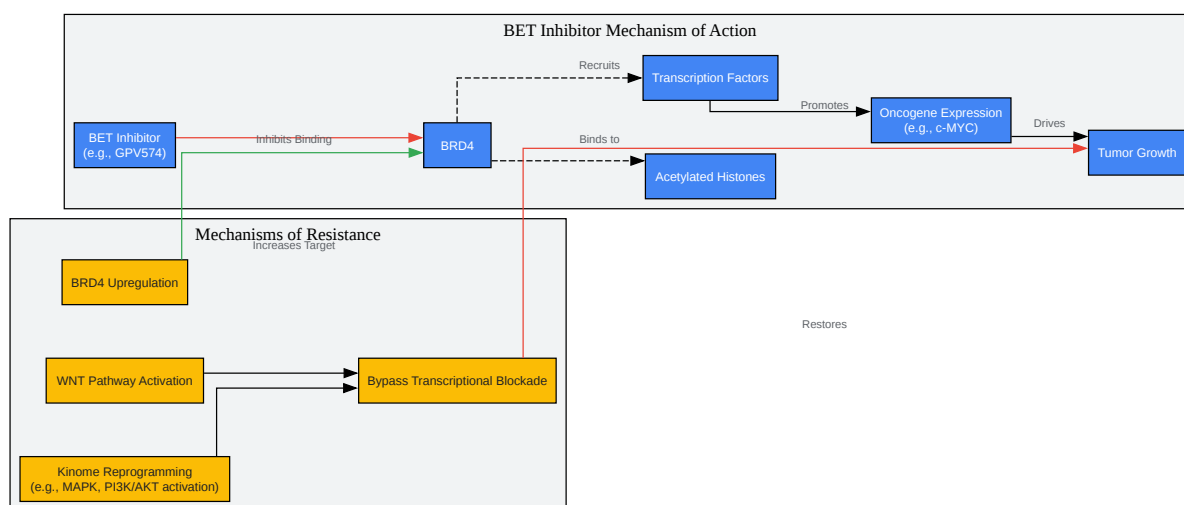 BET Inhibitor Mechanism of Action
Recruits
Transcription Factors
Promotes
Oncogene Expression
(e.g., c-MYC)
Drives
Tumor Growth
BET Inhibitor
(e.g., GPV574)
Inhibits Binding
BRD4
Binds to
Acetylated Histones
Mechanisms of Resistance
Increases Target
BRD4 Upregulation
Restores
WNT Pathway Activation
Bypass Transcriptional Blockade
Kinome Reprogramming
(e.g., MAPK, PI3K/AKT activation)